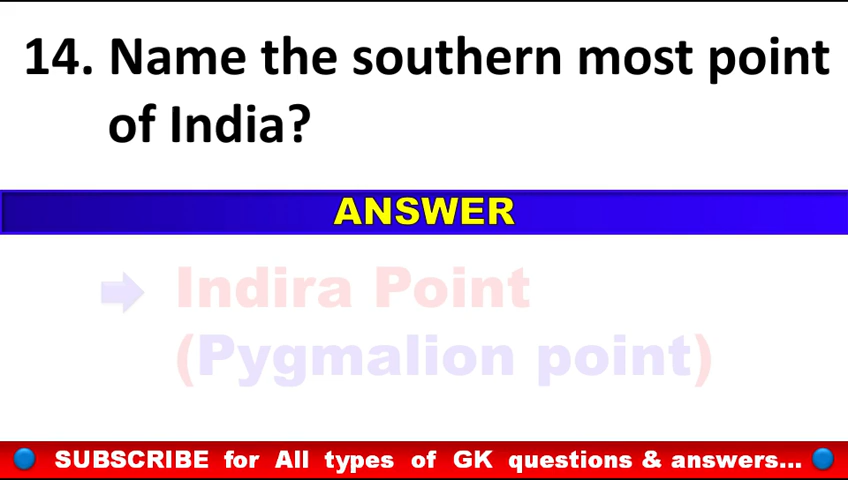 14. Name the southern most point
of India?
ANSWER
Indira Point
(Pygmalion point)
SUBSCRIBE for All types of GK questions & answers...